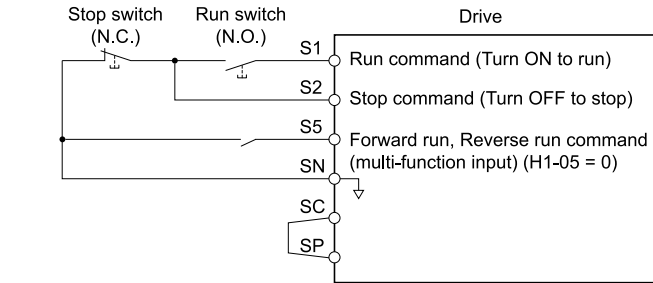 Stop switch
(N.C.)
Run switch
(N.O.)
Drive
S1
Run command (Turn ON to run)
S2
Stop command (Turn OFF to stop)
S5
Forward run, Reverse run command
(multi-function input) (H1-05 = 0)
SN
SC
SP